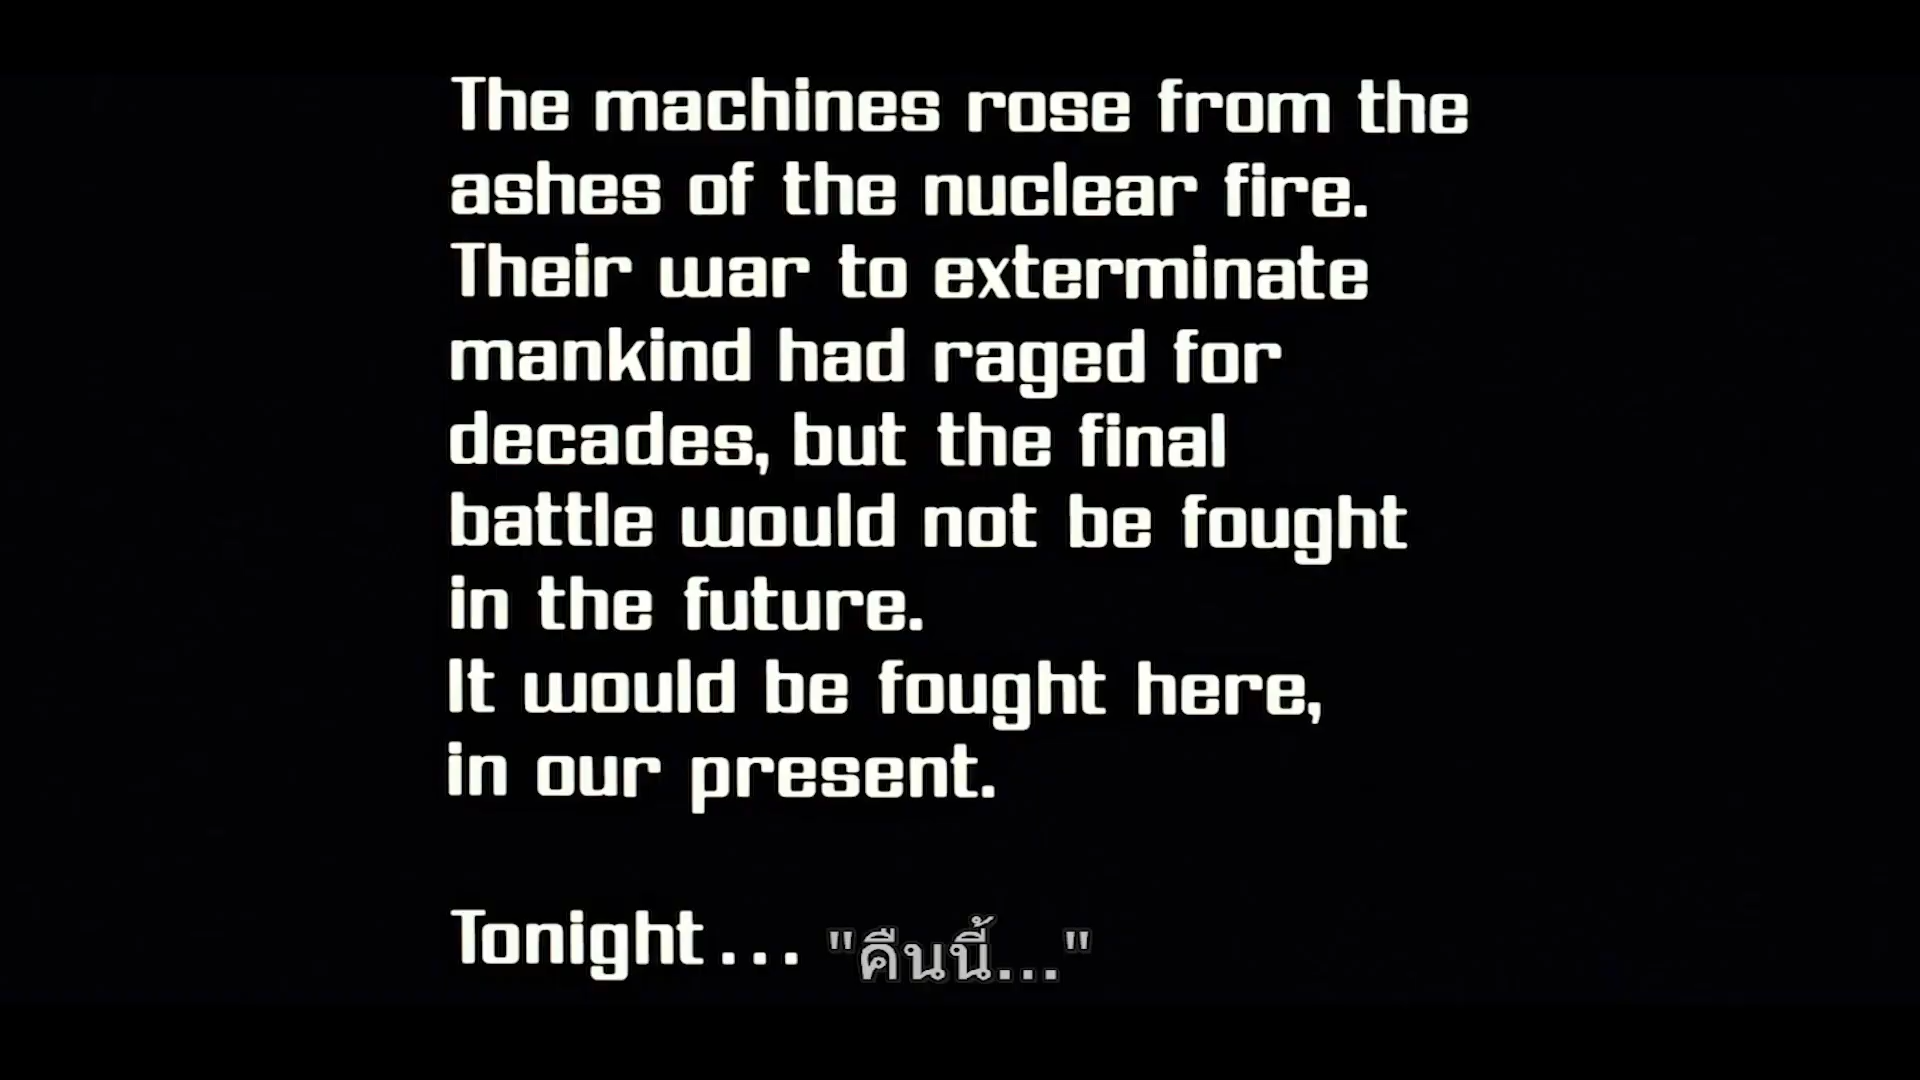 The machines rose from the
ashes of the nuclear fire.
Their war to exterminate
mankind had raged for
decades, but the final
battle would not be fought
in the future.
It would be fought here,
in our present.
Tonight...
"คืนนี้..."